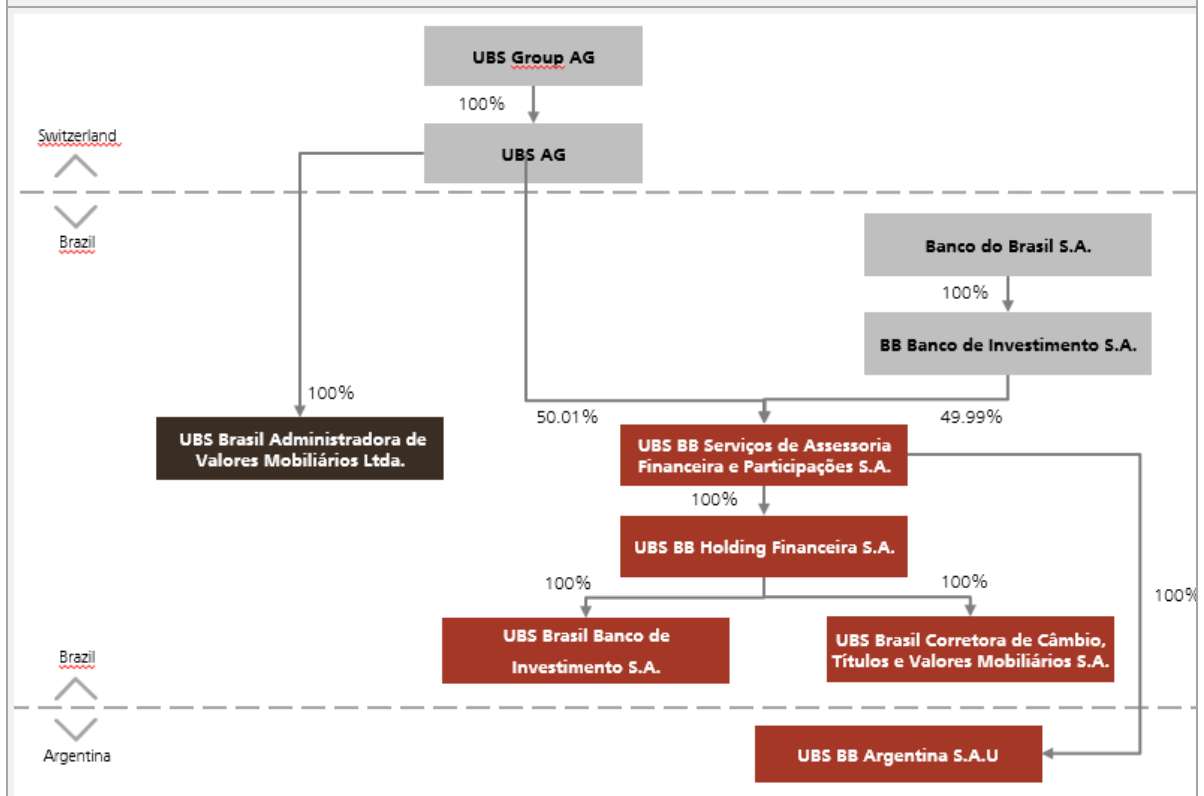 UBS Group AG
100%
Switzerland
UBS AG
Brazil
Banco do Brasil S.A.
100%
BB Banco de Investimento S.A.
100%
50.01%
49.99%
UBS Brasil Administradora de
Valores Mobiliários Ltda.
UBS BB Serviços de Assessoria
Financeira e Participações S.A.
100%
UBS BB Holding Financeira S.A.
100%
100%
100%
UBS Brasil Banco de
Investimento S.A.
UBS Brasil Corretora de Câmbio,
Títulos e Valores Mobiliários S.A.
Brazil
Argentina
UBS BB Argentina S.A.U